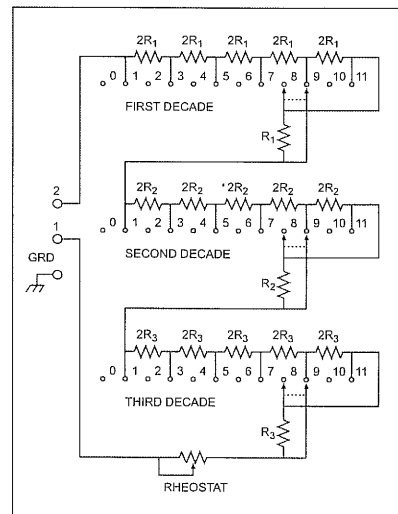 2R1 2R1 2R1 2R1 2R1
0 1 2 3 4 5 6 7 8 9 10 11
FIRST DECADE
R1
2R2 2R2 2R2 2R2 2R2
2
0 1 2 3 4 5 6 7 8 9 10 11
1
SECOND DECADE
GRD
R2
2R3 2R3 2R3 2R3 2R3
0 1 2 3 4 5 6 7 8 9 10 11
THIRD DECADE
R3
RHEOSTAT